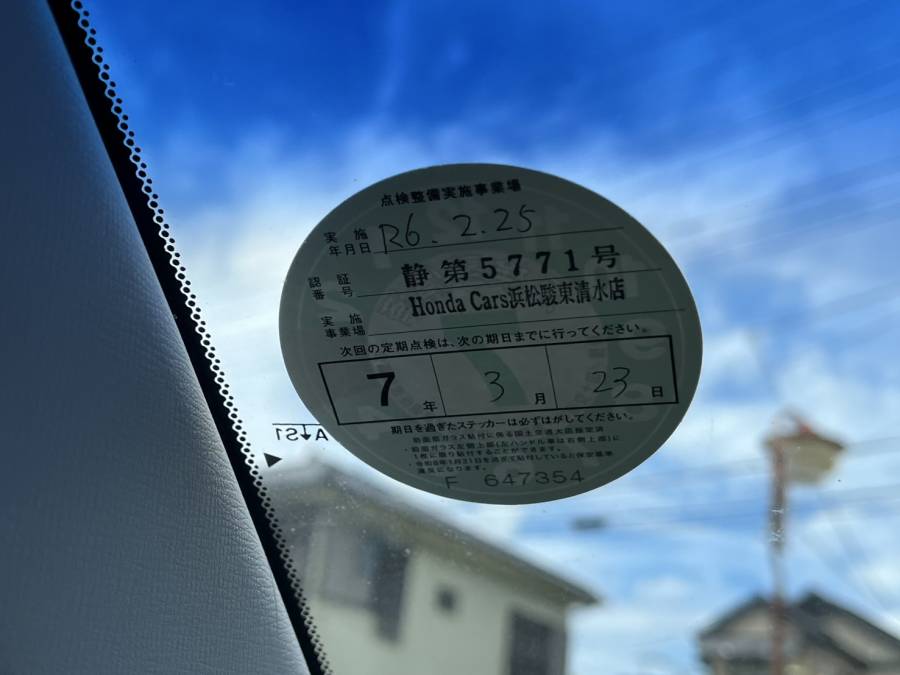 点検整備実施事業場
実施年月日 R6.2.25
認証番号 静第5771号
実施事業場 Honda Cars浜松駿東清水店
次回の定期点検は、次の期日までに行ってください。
7年 3月 23日
期日を過ぎたステッカーは必ずはがしてください。
F 647354